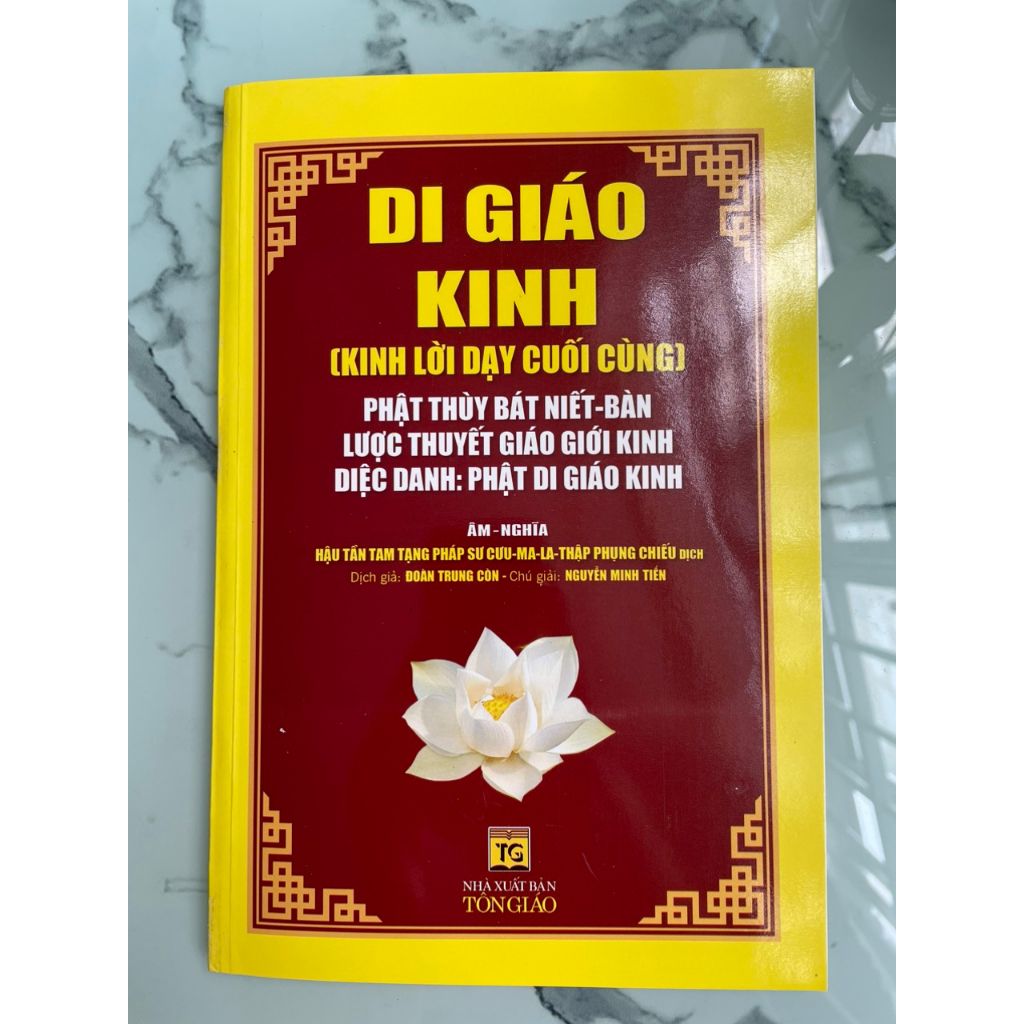 DI GIÁO
KINH
(KINH LỜI DẠY CUỐI CÙNG)
PHẬT THÙY BÁT NIẾT-BÀN
LƯỢC THUYẾT GIÁO GIỚI KINH
DIỆC DANH: PHẬT DI GIÁO KINH
ÂM - NGHĨA
HẬU TẦN TAM TẠNG PHÁP SƯ CƯU-MA-LA-THẬP PHỤNG CHIẾU DỊCH
Dịch giả: ĐOÀN TRUNG CÒN - Chú giải: NGUYỄN MINH TIẾN
TG
NHÀ XUẤT BẢN
TÔN GIÁO